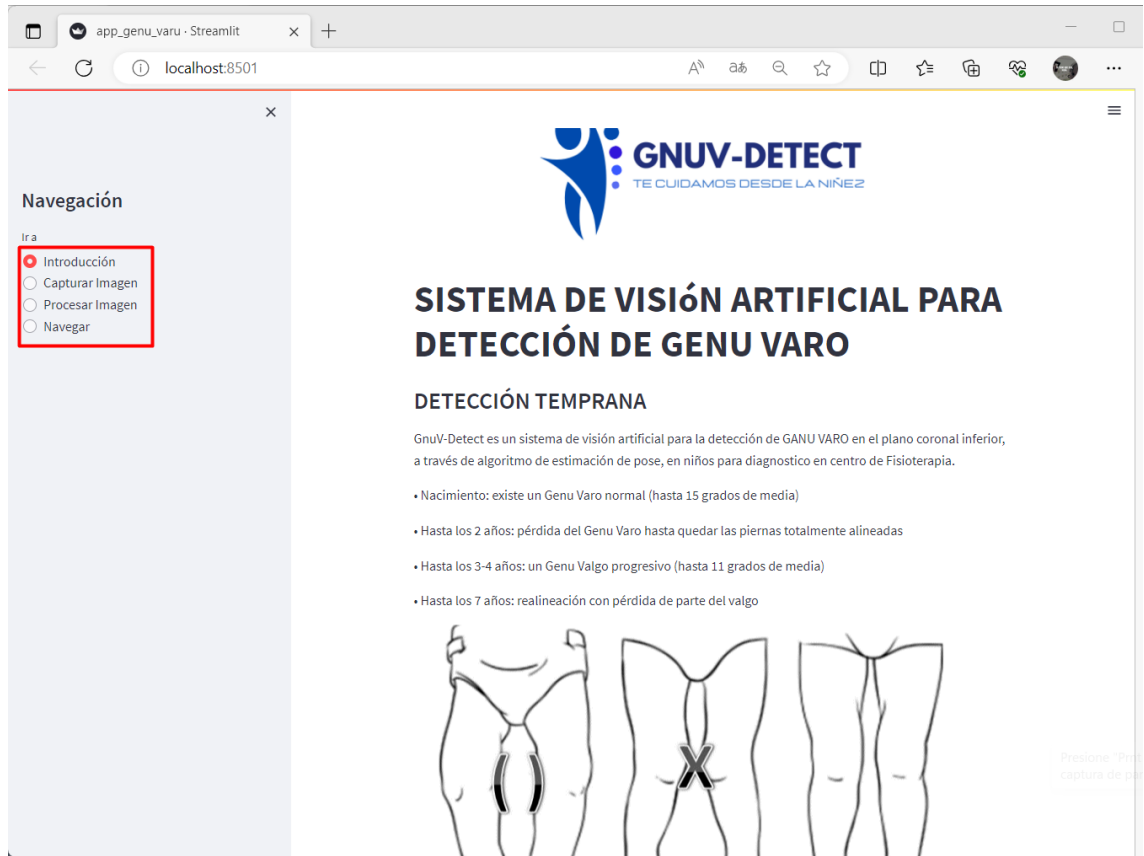 app_genu_varu · Streamlit
localhost:8501
GNUV-DETECT
TE CUIDAMOS DESDE LA NIÑEZ
Navegación
Ir a
Introducción
Capturar Imagen
Procesar Imagen
Navegar
SISTEMA DE VISIóN ARTIFICIAL PARA
DETECCIÓN DE GENU VARO
DETECCIÓN TEMPRANA
GnuV-Detect es un sistema de visión artificial para la detección de GANU VARO en el plano coronal inferior,
a través de algoritmo de estimación de pose, en niños para diagnostico en centro de Fisioterapia.
• Nacimiento: existe un Genu Varo normal (hasta 15 grados de media)
• Hasta los 2 años: pérdida del Genu Varo hasta quedar las piernas totalmente alineadas
• Hasta los 3-4 años: un Genu Valgo progresivo (hasta 11 grados de media)
• Hasta los 7 años: realineación con pérdida de parte del valgo
( ) X
Presione
captura de